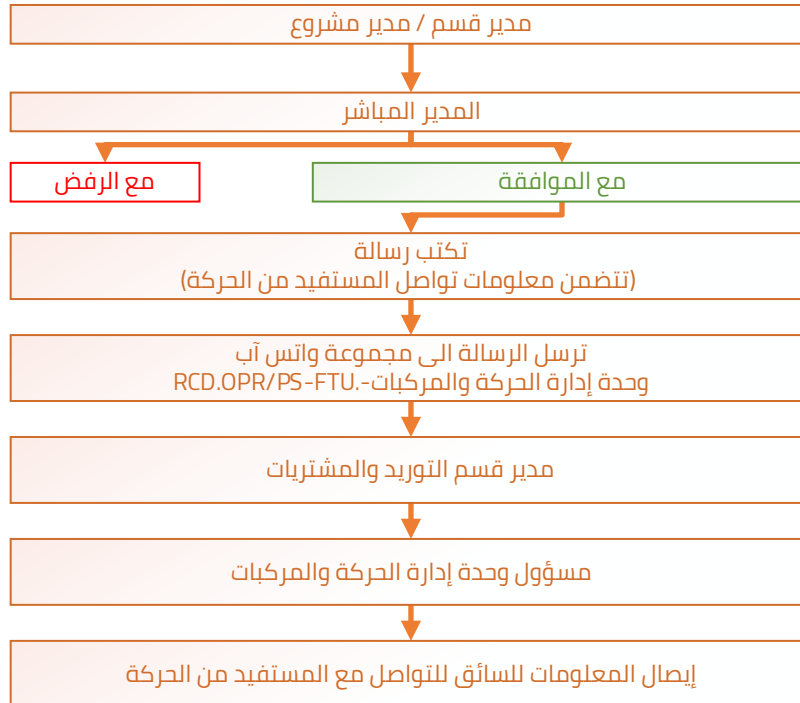 مدير قسم / مدير مشروع
المدير المباشر
مع الموافقة
مع الرفض
تكتب رسالة
(تتضمن معلومات تواصل المستفيد من الحركة)
ترسل الرسالة الى مجموعة واتس آب
وحدة إدارة الحركة والمركبات-.RCD.OPR/PS-FTU
مدير قسم التوريد والمشتريات
مسؤول وحدة إدارة الحركة والمركبات
إيصال المعلومات للسائق للتواصل مع المستفيد من الحركة